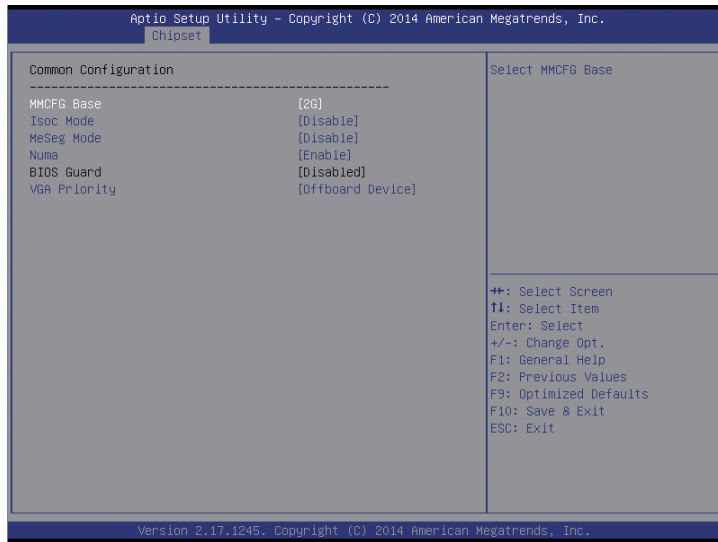 Aptio Setup Utility – Copyright (C) 2014 American Megatrends, Inc.
Chipset
Common Configuration
--------------------------------------------------
MMCFG Base [2G]
Isoc Mode [Disable]
MeSeg Mode [Disable]
Numa [Enable]
BIOS Guard [Disabled]
VGA Priority [Offboard Device]
Select MMCFG Base
→←: Select Screen
↑↓: Select Item
Enter: Select
+/-: Change Opt.
F1: General Help
F2: Previous Values
F9: Optimized Defaults
F10: Save & Exit
ESC: Exit
Version 2.17.1245. Copyright (C) 2014 American Megatrends, Inc.